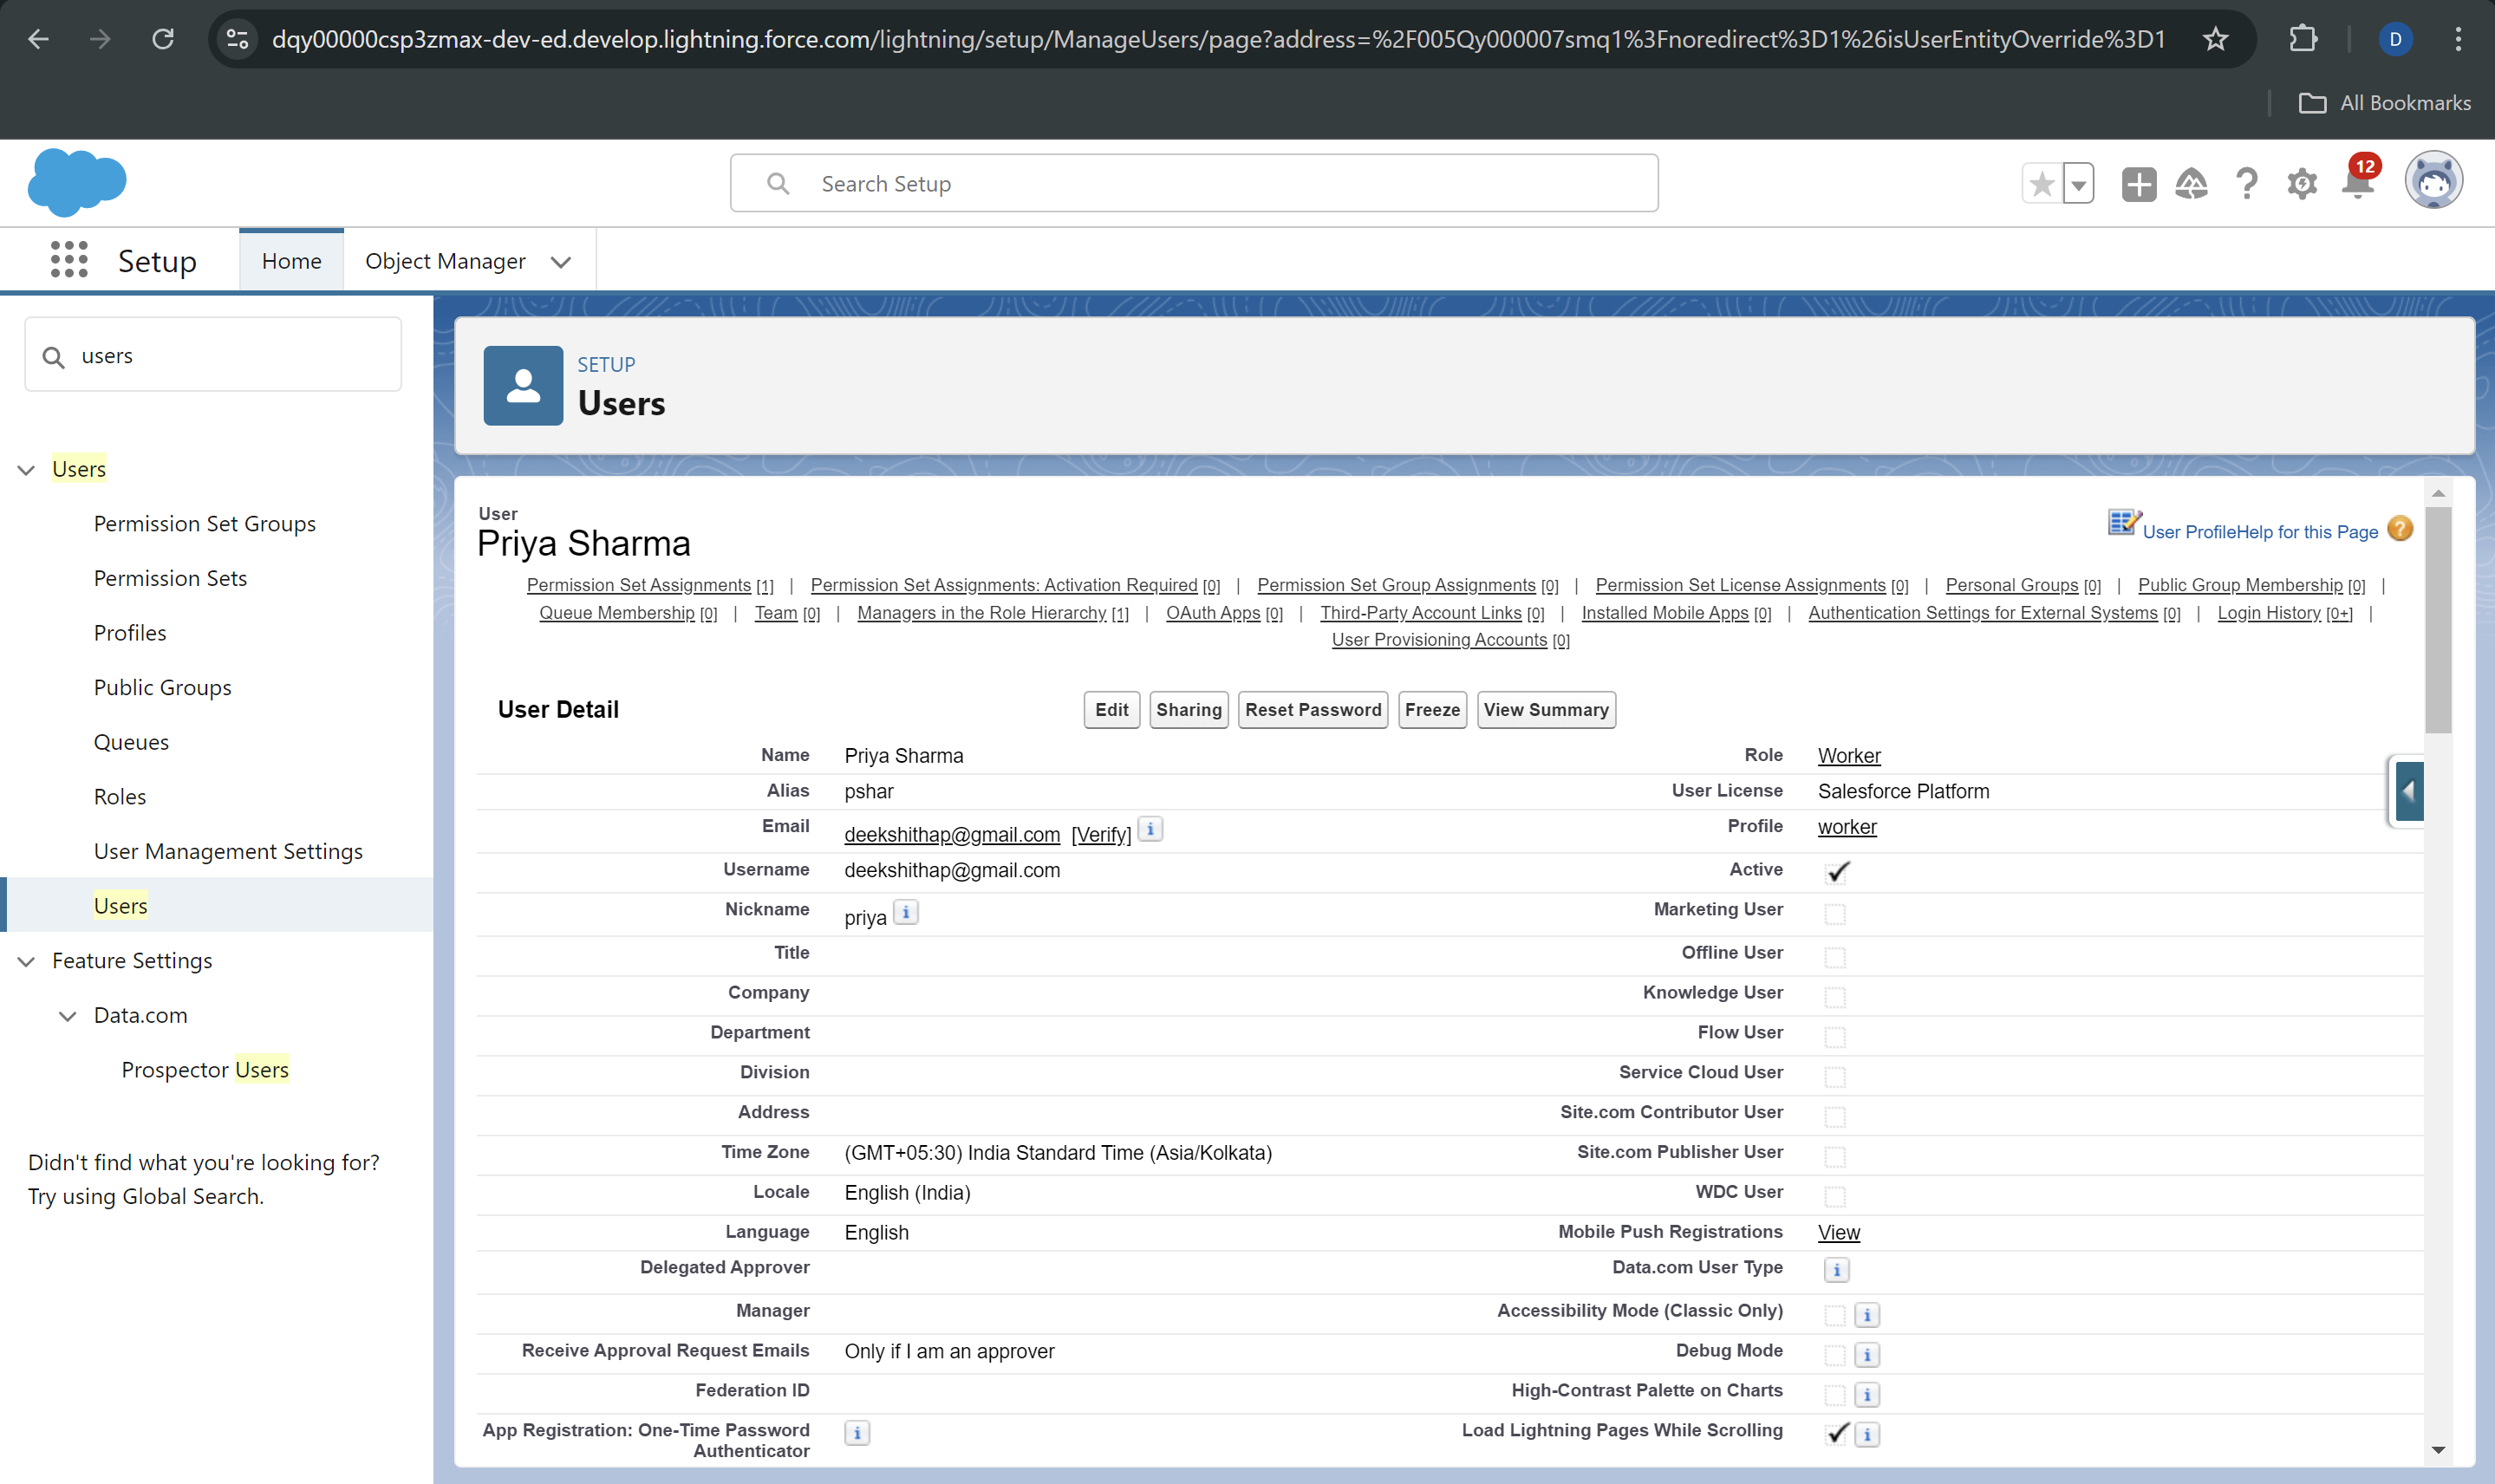 dqy00000csp3zmax-dev-ed.develop.lightning.force.com/lightning/setup/ManageUsers/page?address=%2F005Qy000007smq1%3Fnoredirect%3D1%26isUserEntityOverride%3D1
D
All Bookmarks
Search Setup
12
Setup
Home
Object Manager
users
Users
Permission Set Groups
Permission Sets
Profiles
Public Groups
Queues
Roles
User Management Settings
Users
Feature Settings
Data.com
Prospector Users
Didn't find what you're looking for?
Try using Global Search.
SETUP
Users
User
Priya Sharma
User Profile Help for this Page ?
Permission Set Assignments [1] | Permission Set Assignments: Activation Required [0] | Permission Set Group Assignments [0] | Permission Set License Assignments [0] | Personal Groups [0] | Public Group Membership [0] |
Queue Membership [0] | Team [0] | Managers in the Role Hierarchy [1] | OAuth Apps [0] | Third-Party Account Links [0] | Installed Mobile Apps [0] | Authentication Settings for External Systems [0] | Login History [0+] |
User Provisioning Accounts [0]
User Detail
Edit Sharing Reset Password Freeze View Summary
Name Priya Sharma Role Worker
Alias pshar User License Salesforce Platform
Email deekshithap@gmail.com [Verify] i Profile worker
Username deekshithap@gmail.com Active
Nickname priya i Marketing User
Title Offline User
Company Knowledge User
Department Flow User
Division Service Cloud User
Address Site.com Contributor User
Time Zone (GMT+05:30) India Standard Time (Asia/Kolkata) Site.com Publisher User
Locale English (India) WDC User
Language English Mobile Push Registrations View
Delegated Approver Data.com User Type i
Manager Accessibility Mode (Classic Only) i
Receive Approval Request Emails Only if I am an approver Debug Mode i
Federation ID High-Contrast Palette on Charts i
App Registration: One-Time Password i Load Lightning Pages While Scrolling i
Authenticator